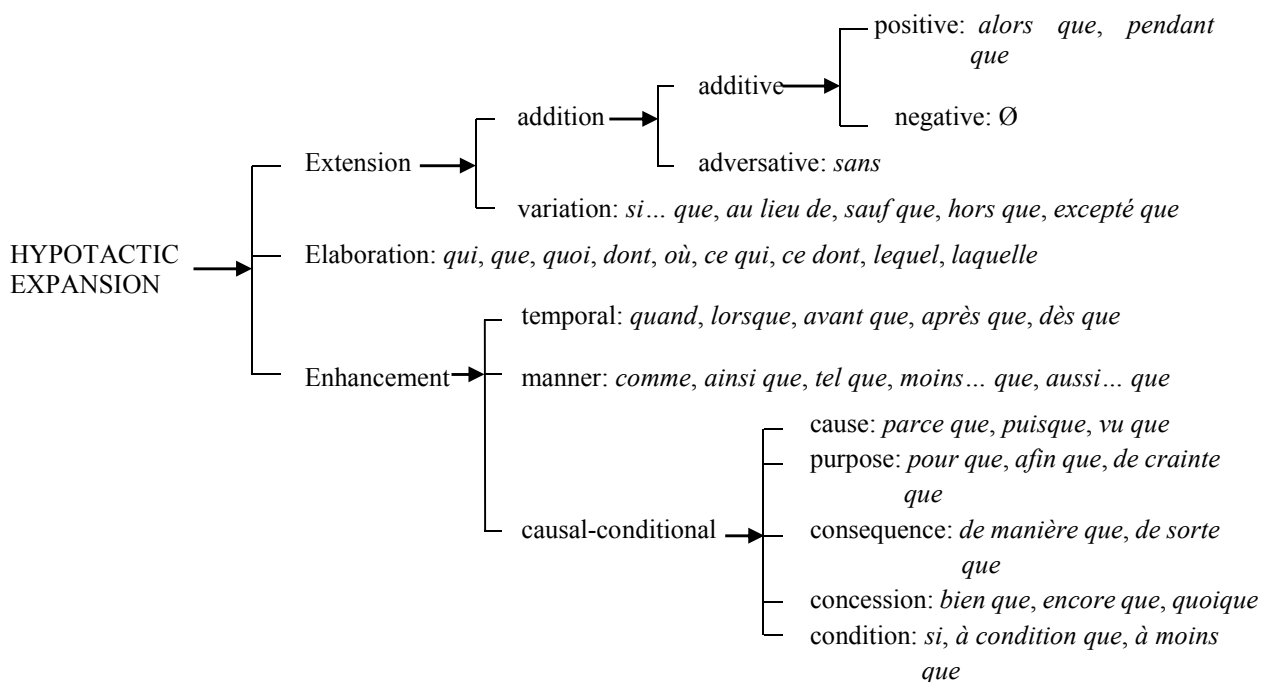 positive: alors que, pendant
que
additive
addition
negative: Ø
Extension
adversative: sans
variation: si… que, au lieu de, sauf que, hors que, excepté que
HYPOTACTIC
EXPANSION
Elaboration: qui, que, quoi, dont, où, ce qui, ce dont, lequel, laquelle
temporal: quand, lorsque, avant que, après que, dès que
Enhancement
manner: comme, ainsi que, tel que, moins… que, aussi… que
cause: parce que, puisque, vu que
purpose: pour que, afin que, de crainte
que
causal-conditional
consequence: de manière que, de sorte
que
concession: bien que, encore que, quoique
condition: si, à condition que, à moins
que